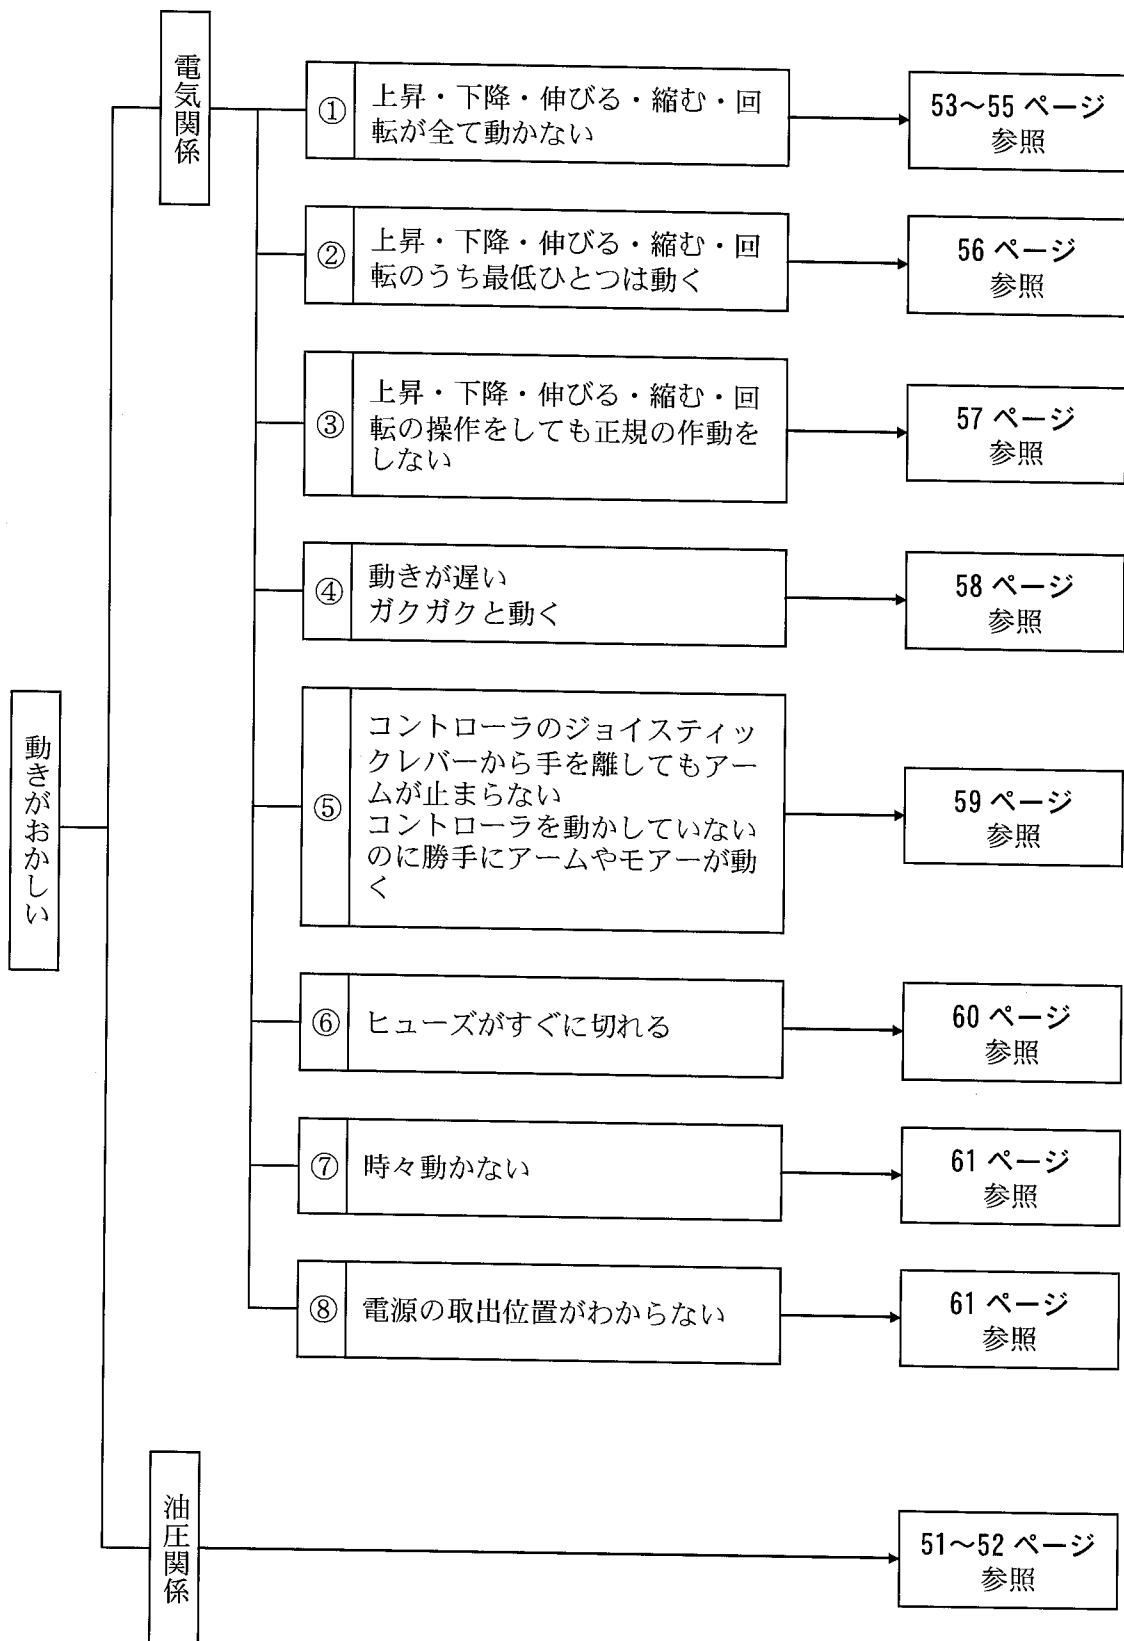 動きがおかしい
電気関係
① 上昇・下降・伸びる・縮む・回
転が全て動かない
53〜55 ページ
参照
② 上昇・下降・伸びる・縮む・回
転のうち最低ひとつは動く
56 ページ
参照
③ 上昇・下降・伸びる・縮む・回
転の操作をしても正規の作動を
しない
57 ページ
参照
④ 動きが遅い
ガクガクと動く
58 ページ
参照
⑤ コントローラのジョイスティッ
クレバーから手を離してもアー
ムが止まらない
コントローラを動かしていない
のに勝手にアームやモアーが動
く
59 ページ
参照
⑥ ヒューズがすぐに切れる
60 ページ
参照
⑦ 時々動かない
61 ページ
参照
⑧ 電源の取出位置がわからない
61 ページ
参照
油圧関係
51〜52 ページ
参照